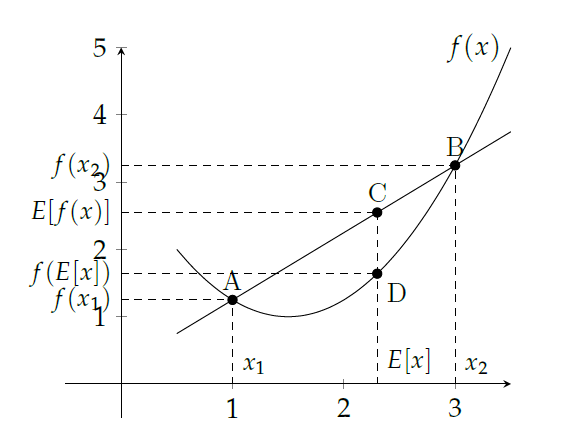 5
f(x)
4
B
f(x₂)
3
C
E[f(x)]
2
f(E[x])
A
D
f(x₁)
1
x₁
E[x]
x₂
1
2
3